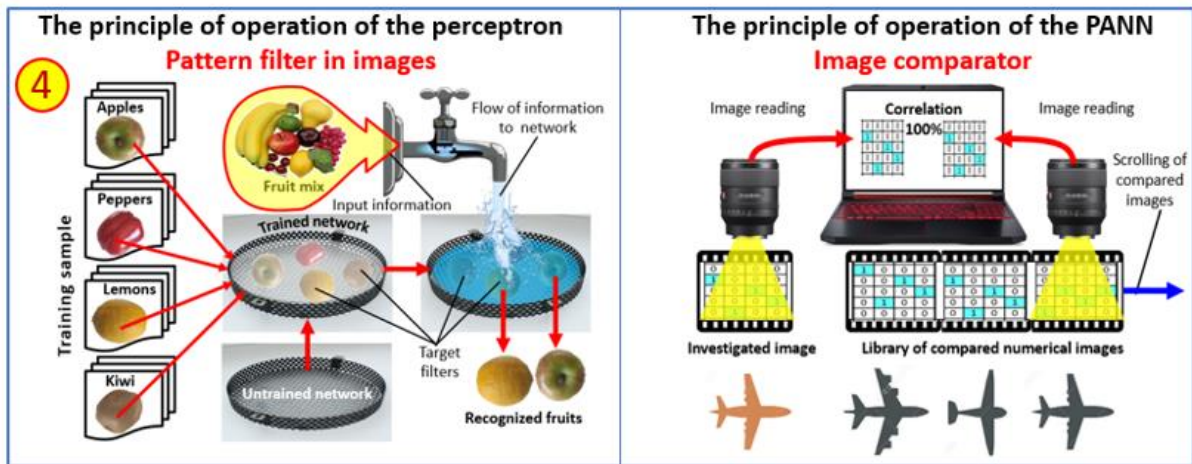 The principle of operation of the perceptron
Pattern filter in images
4
Training sample
Apples
Peppers
Lemons
Kiwi
Fruit mix
Input information
Flow of information
to network
Trained network
Untrained network
Target
filters
Recognized fruits
The principle of operation of the PANN
Image comparator
Image reading
Correlation
100%
Image reading
Scrolling of
compared
images
Investigated image
Library of compared numerical images